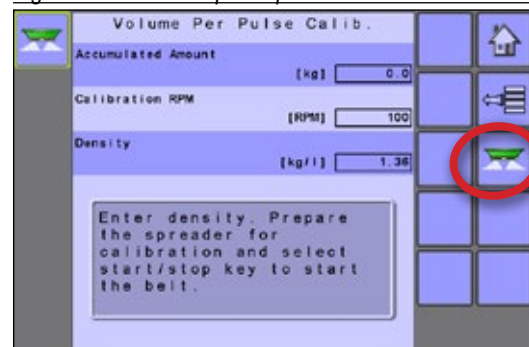 Volume Per Pulse Calib.
Accumulated Amount
[kg] 0.0
Calibration RPM
[RPM] 100
Density
[kg/l] 1.36
Enter density. Prepare
the spreader for
calibration and select
start/stop key to start
the belt.